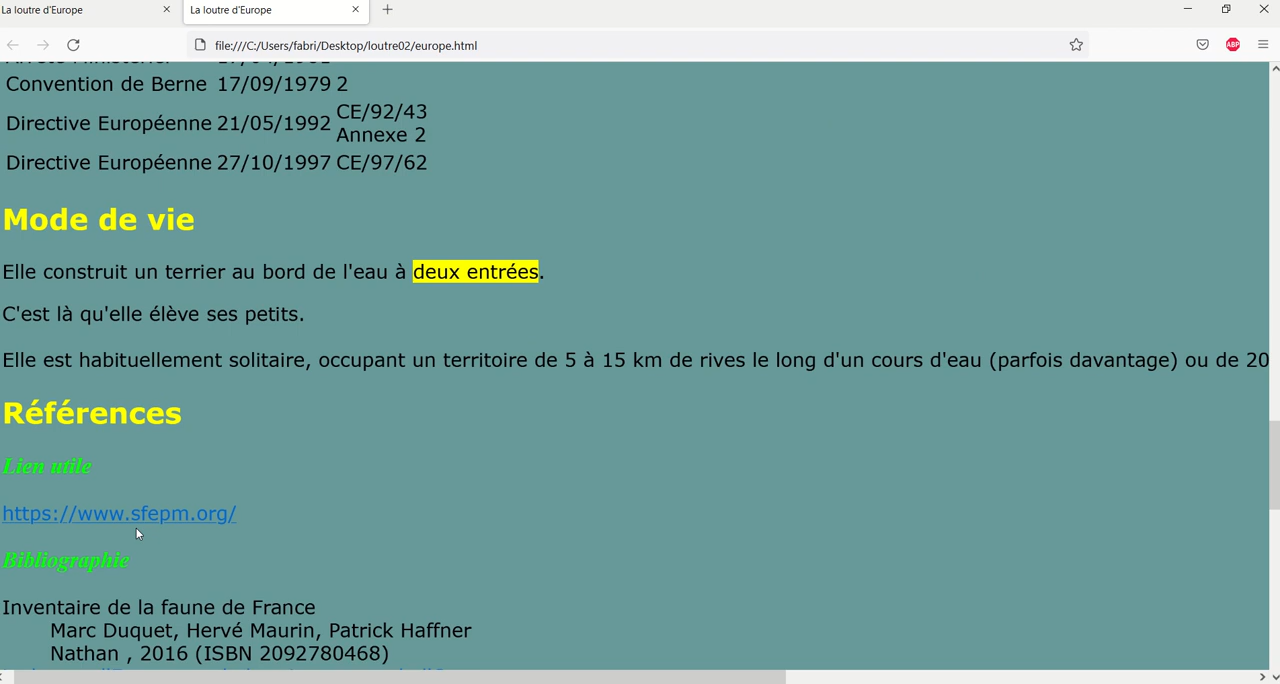 La loutre d'Europe
La loutre d'Europe
file:///C:/Users/fabri/Desktop/loutre02/europe.html
ABP
Convention de Berne 17/09/1979 2
Directive Européenne 21/05/1992 CE/92/43
Annexe 2
Directive Européenne 27/10/1997 CE/97/62
Mode de vie
Elle construit un terrier au bord de l'eau à deux entrées.
C'est là qu'elle élève ses petits.
Elle est habituellement solitaire, occupant un territoire de 5 à 15 km de rives le long d'un cours d'eau (parfois davantage) ou de 20
Références
Lien utile
https://www.sfepm.org/
Bibliographie
Inventaire de la faune de France
Marc Duquet, Hervé Maurin, Patrick Haffner
Nathan , 2016 (ISBN 2092780468)